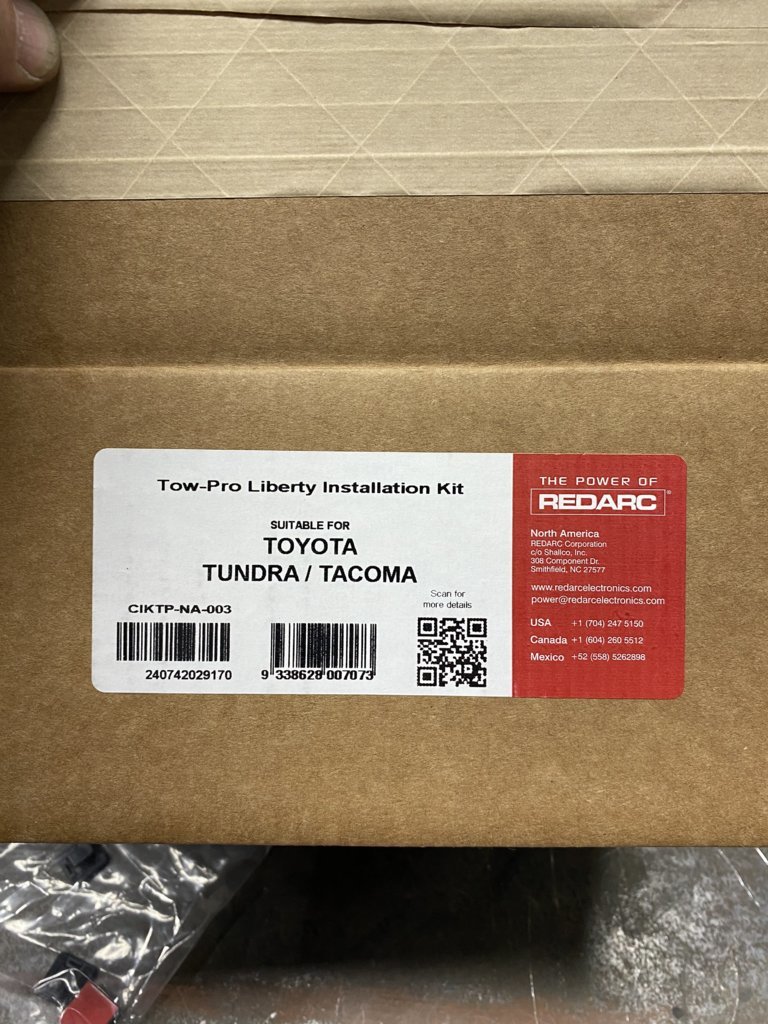 Tow-Pro Liberty Installation Kit
SUITABLE FOR
TOYOTA
TUNDRA / TACOMA
CIKTP-NA-003
240742029170
9 338628 007073
Scan for
more details
THE POWER OF
REDARC®
North America
REDARC Corporation
c/o Shallco, Inc.
308 Component Dr.
Smithfield, NC 27577
www.redarcelectronics.com
power@redarcelectronics.com
USA +1 (704) 247 5150
Canada +1 (604) 260 5512
Mexico +52 (558) 5262898